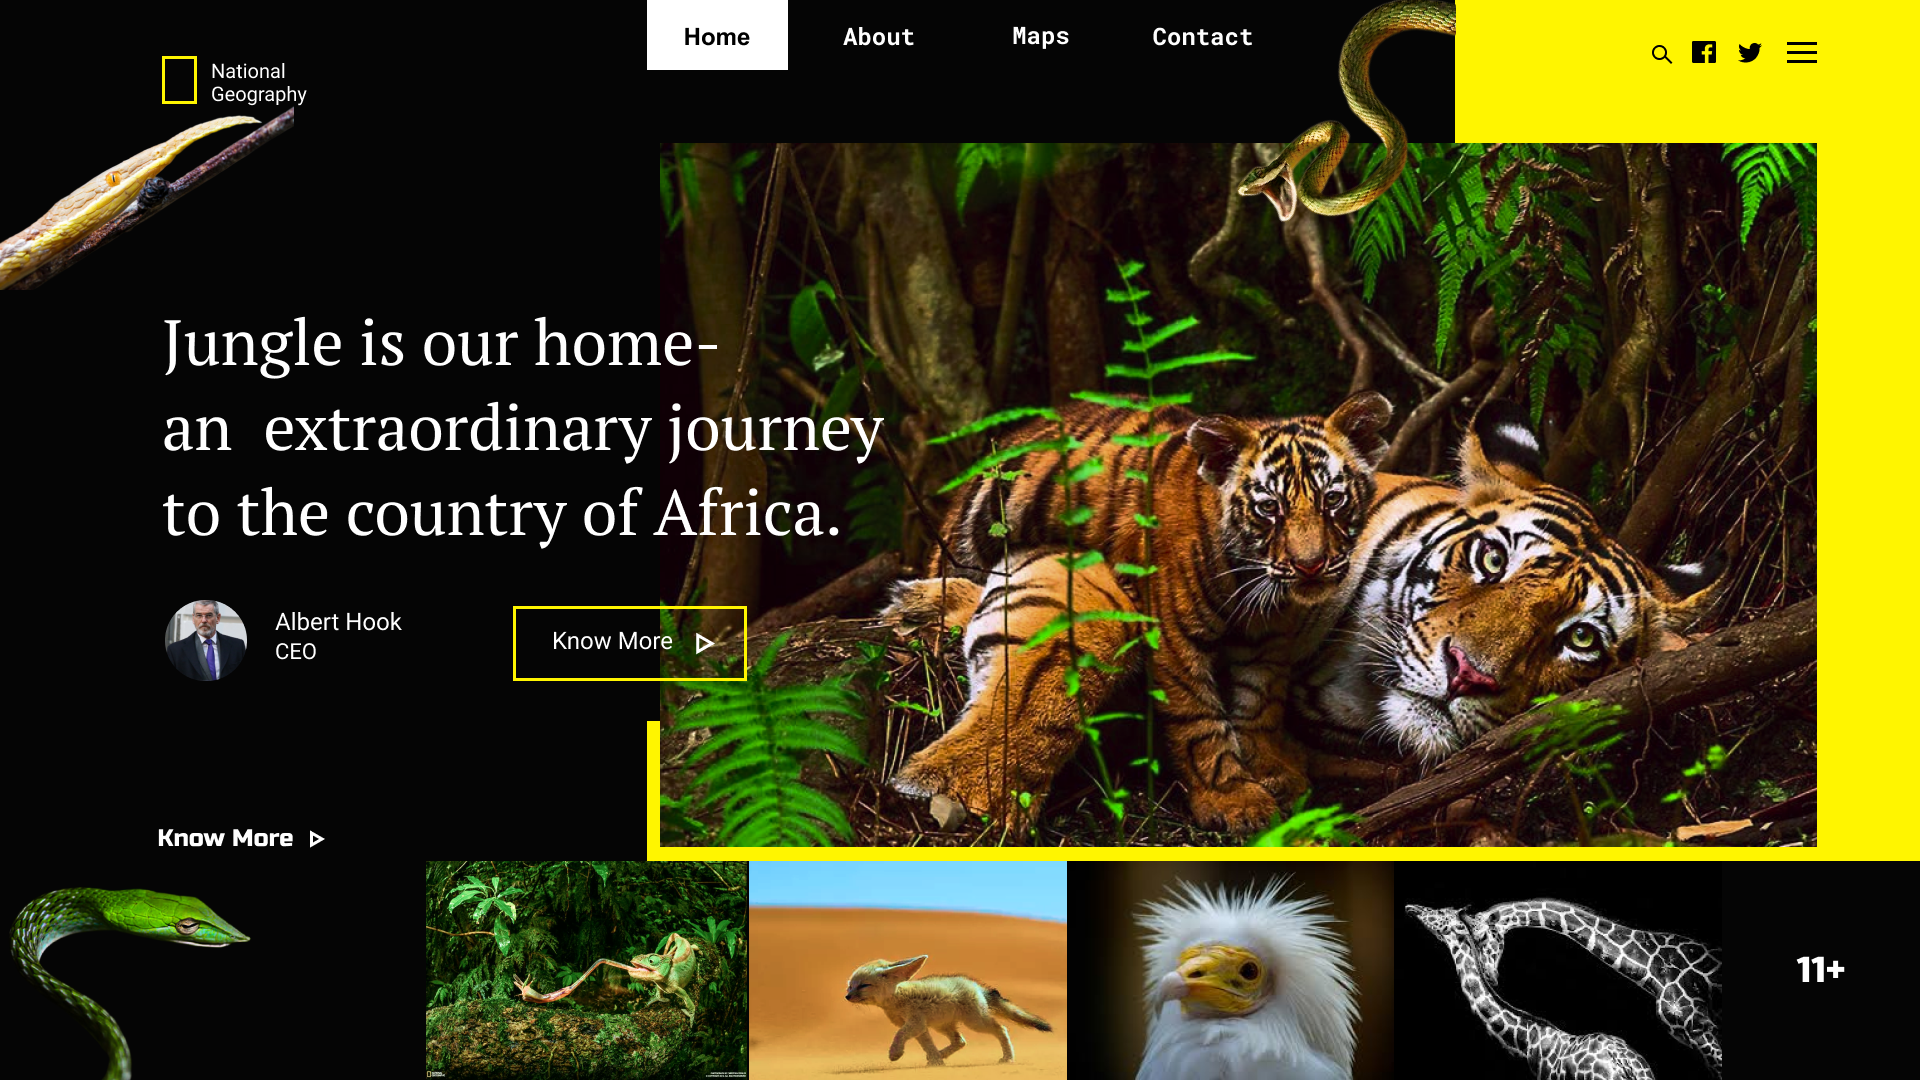 Home
About
Maps
Contact
National
Geography
Jungle is our home-
an  extraordinary journey
to the country of Africa.
Albert Hook
CEO
Know More
Know More
11+